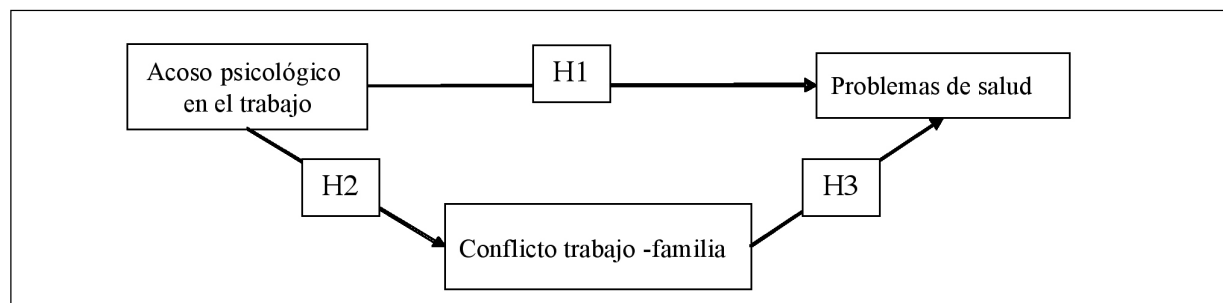 Acoso psicológico
en el trabajo
H1
Problemas de salud
H2
H3
Conflicto trabajo -familia